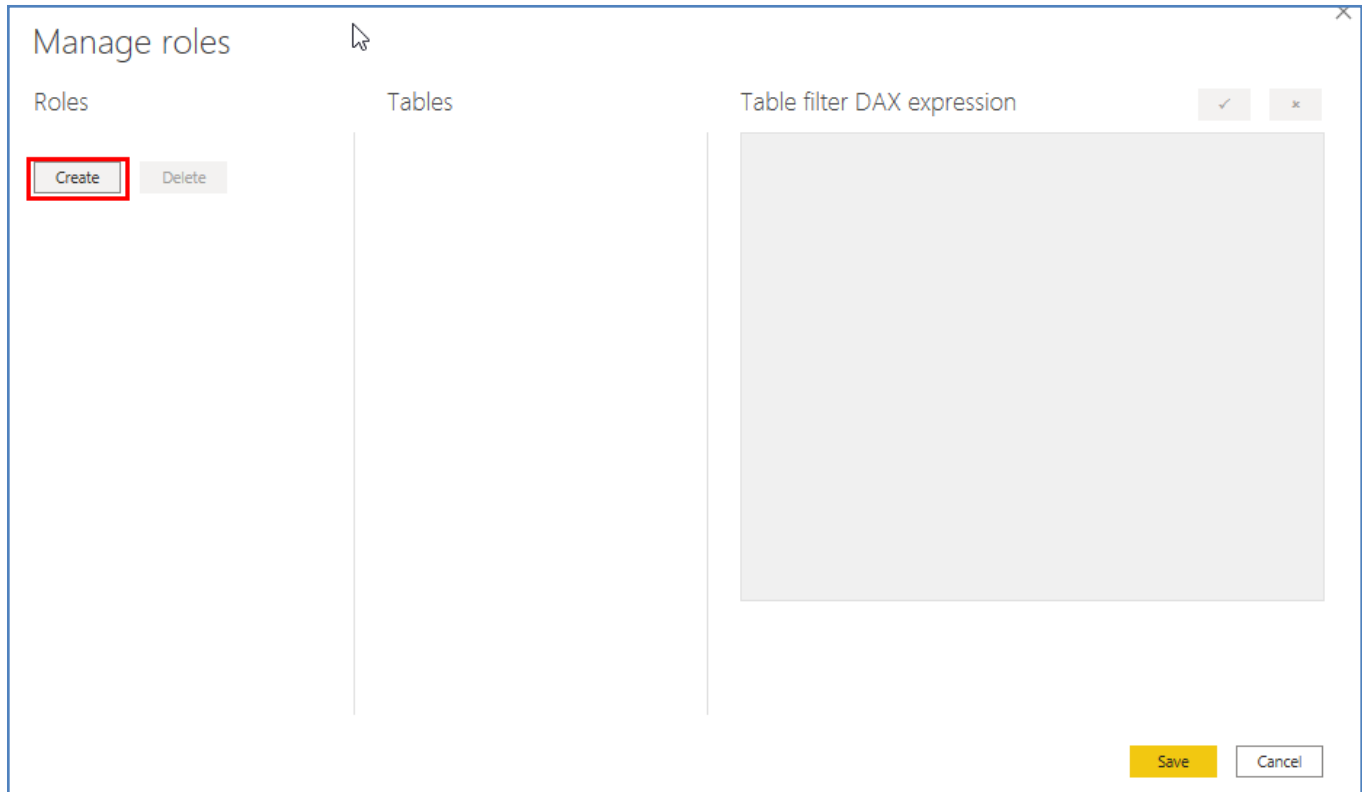 Manage roles
Roles
Tables
Table filter DAX expression
Create
Delete
Save
Cancel